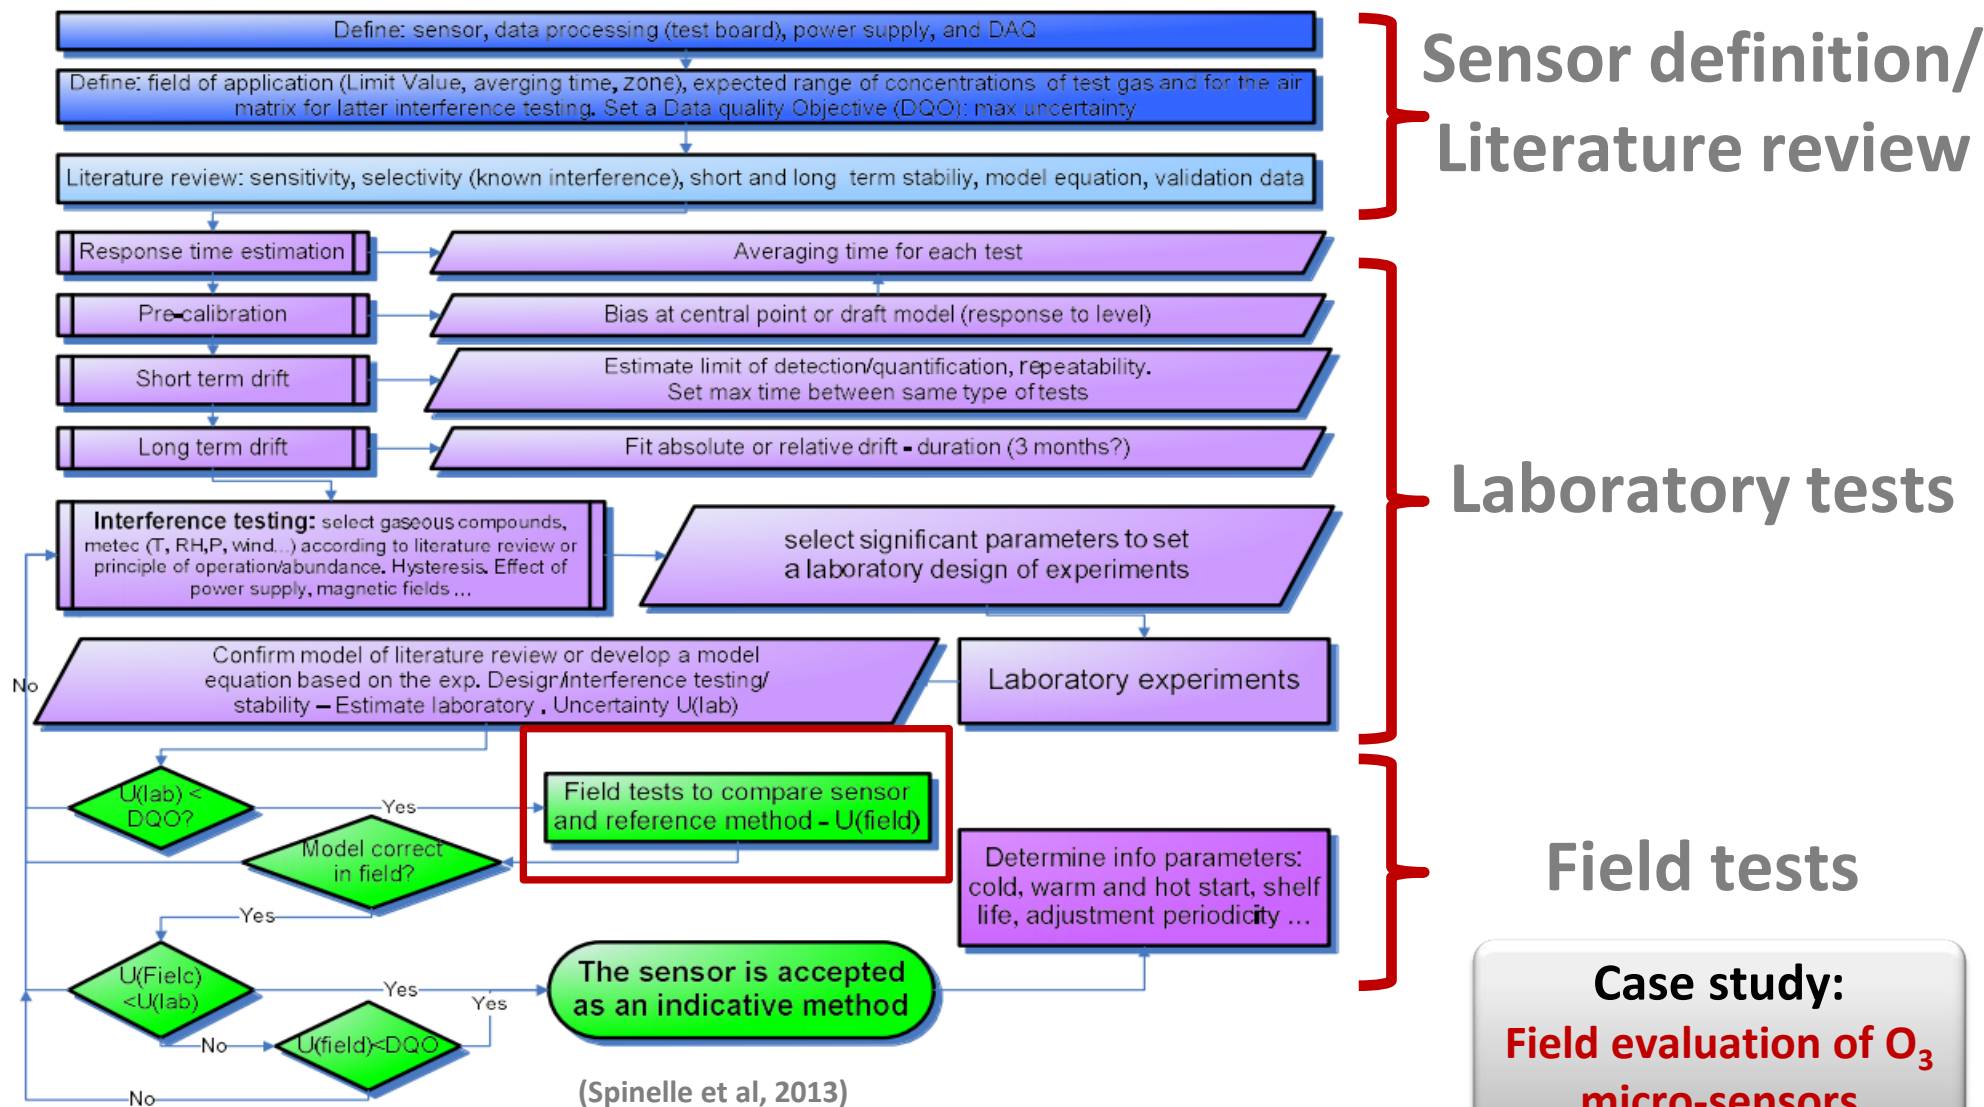 Define: sensor, data processing (test board), power supply, and DAQ
Define: field of application (Limit Value, averging time, zone), expected range of concentrations of test gas and for the air
matrix for latter interference testing. Set a Data quality Objective (DQO): max uncertainty
Literature review: sensitivity, selectivity (known interference), short and long term stabiliy, model equation, validation data
Sensor definition/
Literature review
Response time estimation
Averaging time for each test
Pre-calibration
Bias at central point or draft model (response to level)
Short term drift
Estimate limit of detection/quantification, repeatability.
Set max time between same type of tests
Long term drift
Fit absolute or relative drift - duration (3 months?)
Interference testing: select gaseous compounds,
metec (T, RH,P, wind...) according to literature review or
principle of operation/abundance. Hysteresis. Effect of
power supply, magnetic fields ...
select significant parameters to set
a laboratory design of experiments
Laboratory tests
Confirm model of literature review or develop a model
equation based on the exp. Design/interference testing/
stability – Estimate laboratory . Uncertainty U(lab)
Laboratory experiments
No
U(lab) <
DQO?
Yes
Field tests to compare sensor
and reference method - U(field)
Model correct
in field?
Yes
Determine info parameters:
cold, warm and hot start, shelf
life, adjustment periodicity ...
Field tests
U(Fielc)
<U(lab)
Yes
Yes
No
U(field)<DQO
No
The sensor is accepted
as an indicative method
(Spinelle et al, 2013)
Case study:
Field evaluation of O3
micro-sensors